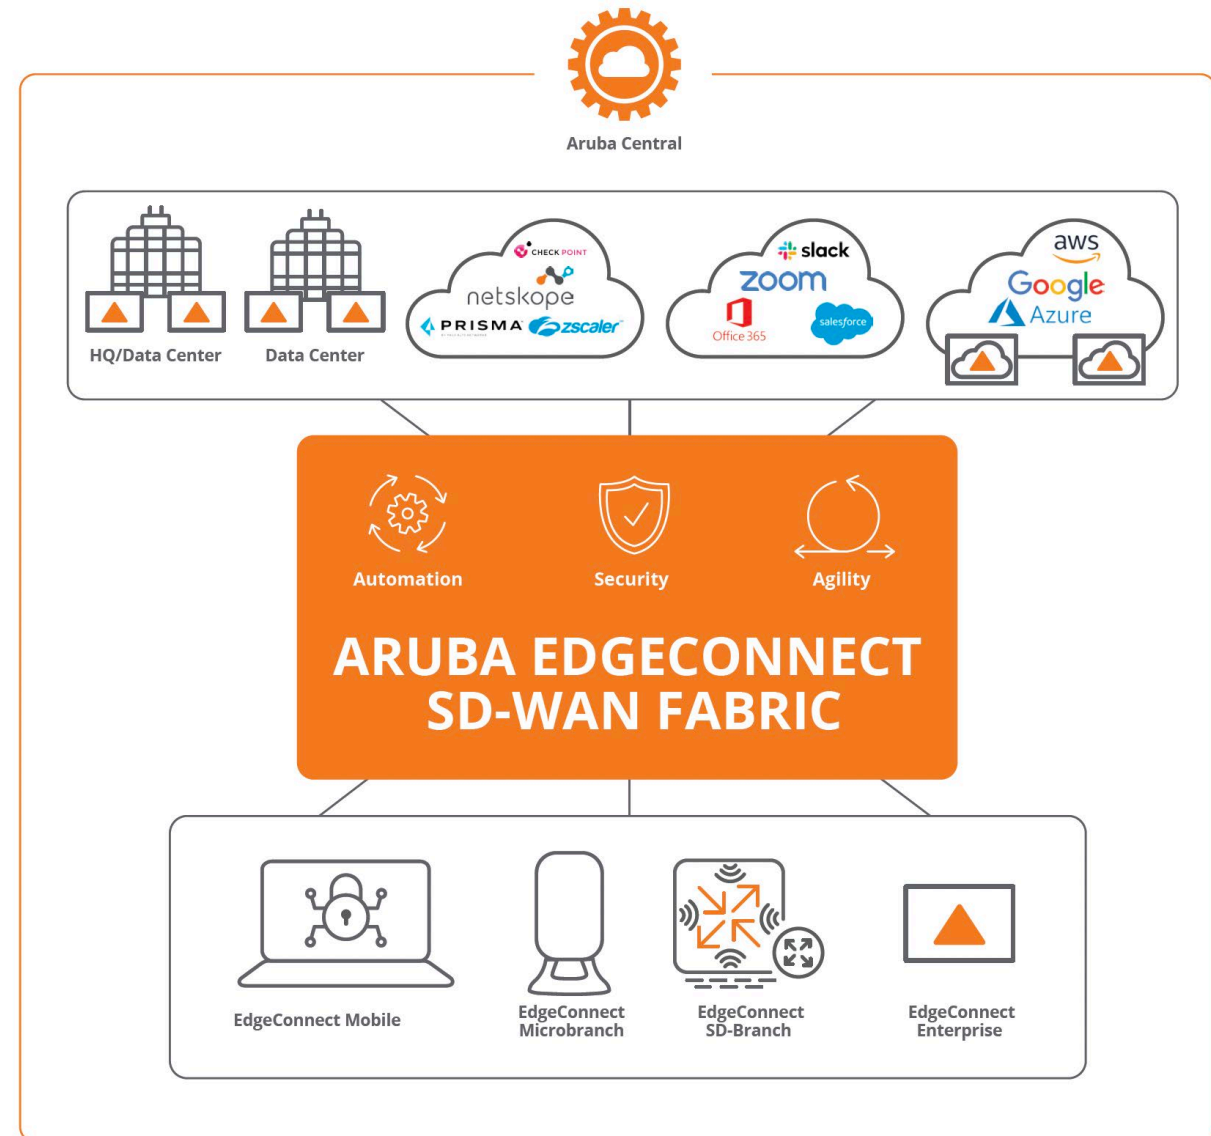 Aruba Central
CHECK POINT
netskope
PRISMA
zscaler
slack
zoom
Office 365
salesforce
aws
Google
Azure
HQ/Data Center
Data Center
Automation
Security
Agility
ARUBA EDGECONNECT
SD-WAN FABRIC
EdgeConnect Mobile
EdgeConnect
Microbranch
EdgeConnect
SD-Branch
EdgeConnect
Enterprise